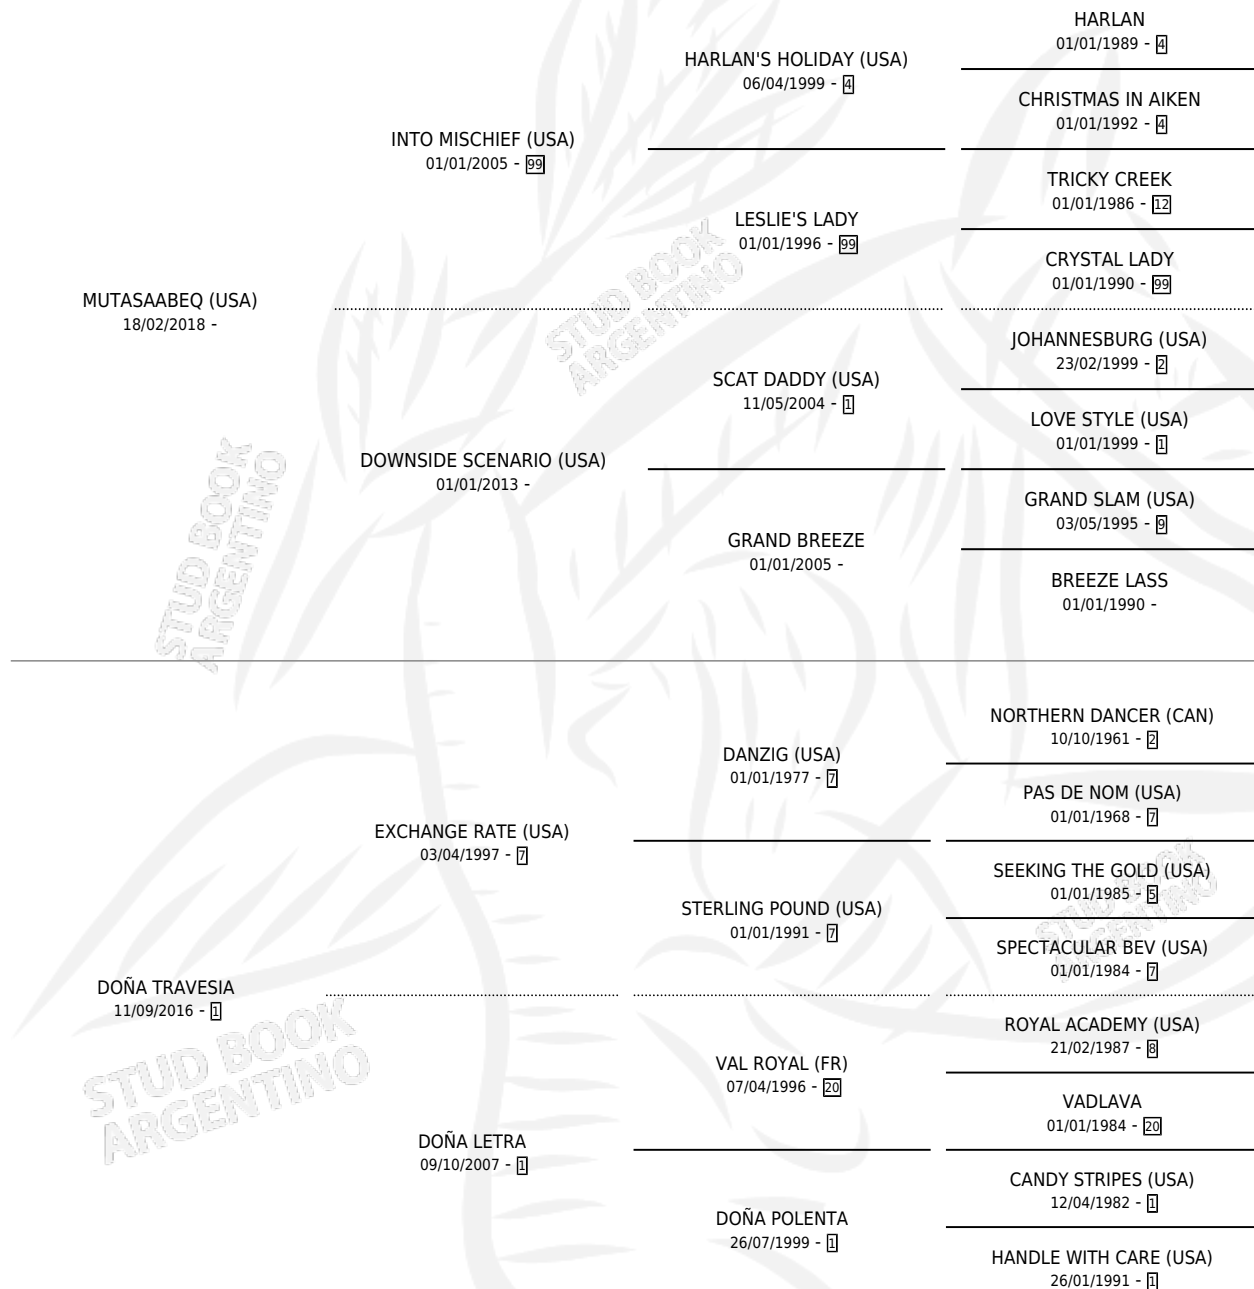 HARLAN
01/01/1989 - 4
HARLAN'S HOLIDAY (USA)
06/04/1999 - 4
CHRISTMAS IN AIKEN
01/01/1992 - 4
INTO MISCHIEF (USA)
01/01/2005 - 99
TRICKY CREEK
01/01/1986 - 12
LESLIE'S LADY
01/01/1996 - 99
CRYSTAL LADY
01/01/1990 - 99
MUTASAABEQ (USA)
18/02/2018 -
JOHANNESBURG (USA)
23/02/1999 - 2
SCAT DADDY (USA)
11/05/2004 - 1
LOVE STYLE (USA)
01/01/1999 - 1
DOWNSIDE SCENARIO (USA)
01/01/2013 -
GRAND SLAM (USA)
03/05/1995 - 9
GRAND BREEZE
01/01/2005 -
BREEZE LASS
01/01/1990 -
NORTHERN DANCER (CAN)
10/10/1961 - 2
DANZIG (USA)
01/01/1977 - 7
PAS DE NOM (USA)
01/01/1968 - 7
EXCHANGE RATE (USA)
03/04/1997 - 7
SEEKING THE GOLD (USA)
01/01/1985 - 5
STERLING POUND (USA)
01/01/1991 - 7
SPECTACULAR BEV (USA)
01/01/1984 - 7
DOÑA TRAVESIA
11/09/2016 - 1
ROYAL ACADEMY (USA)
21/02/1987 - 8
VAL ROYAL (FR)
07/04/1996 - 20
VADLAVA
01/01/1984 - 20
DOÑA LETRA
09/10/2007 - 1
CANDY STRIPES (USA)
12/04/1982 - 1
DOÑA POLENTA
26/07/1999 - 1
HANDLE WITH CARE (USA)
26/01/1991 - 1
STUD BOOK
ARGENTINO
STUD BOOK
ARGENTINO
STUD BOOK
ARGENTINO
STUD BOOK
ARGENTINO